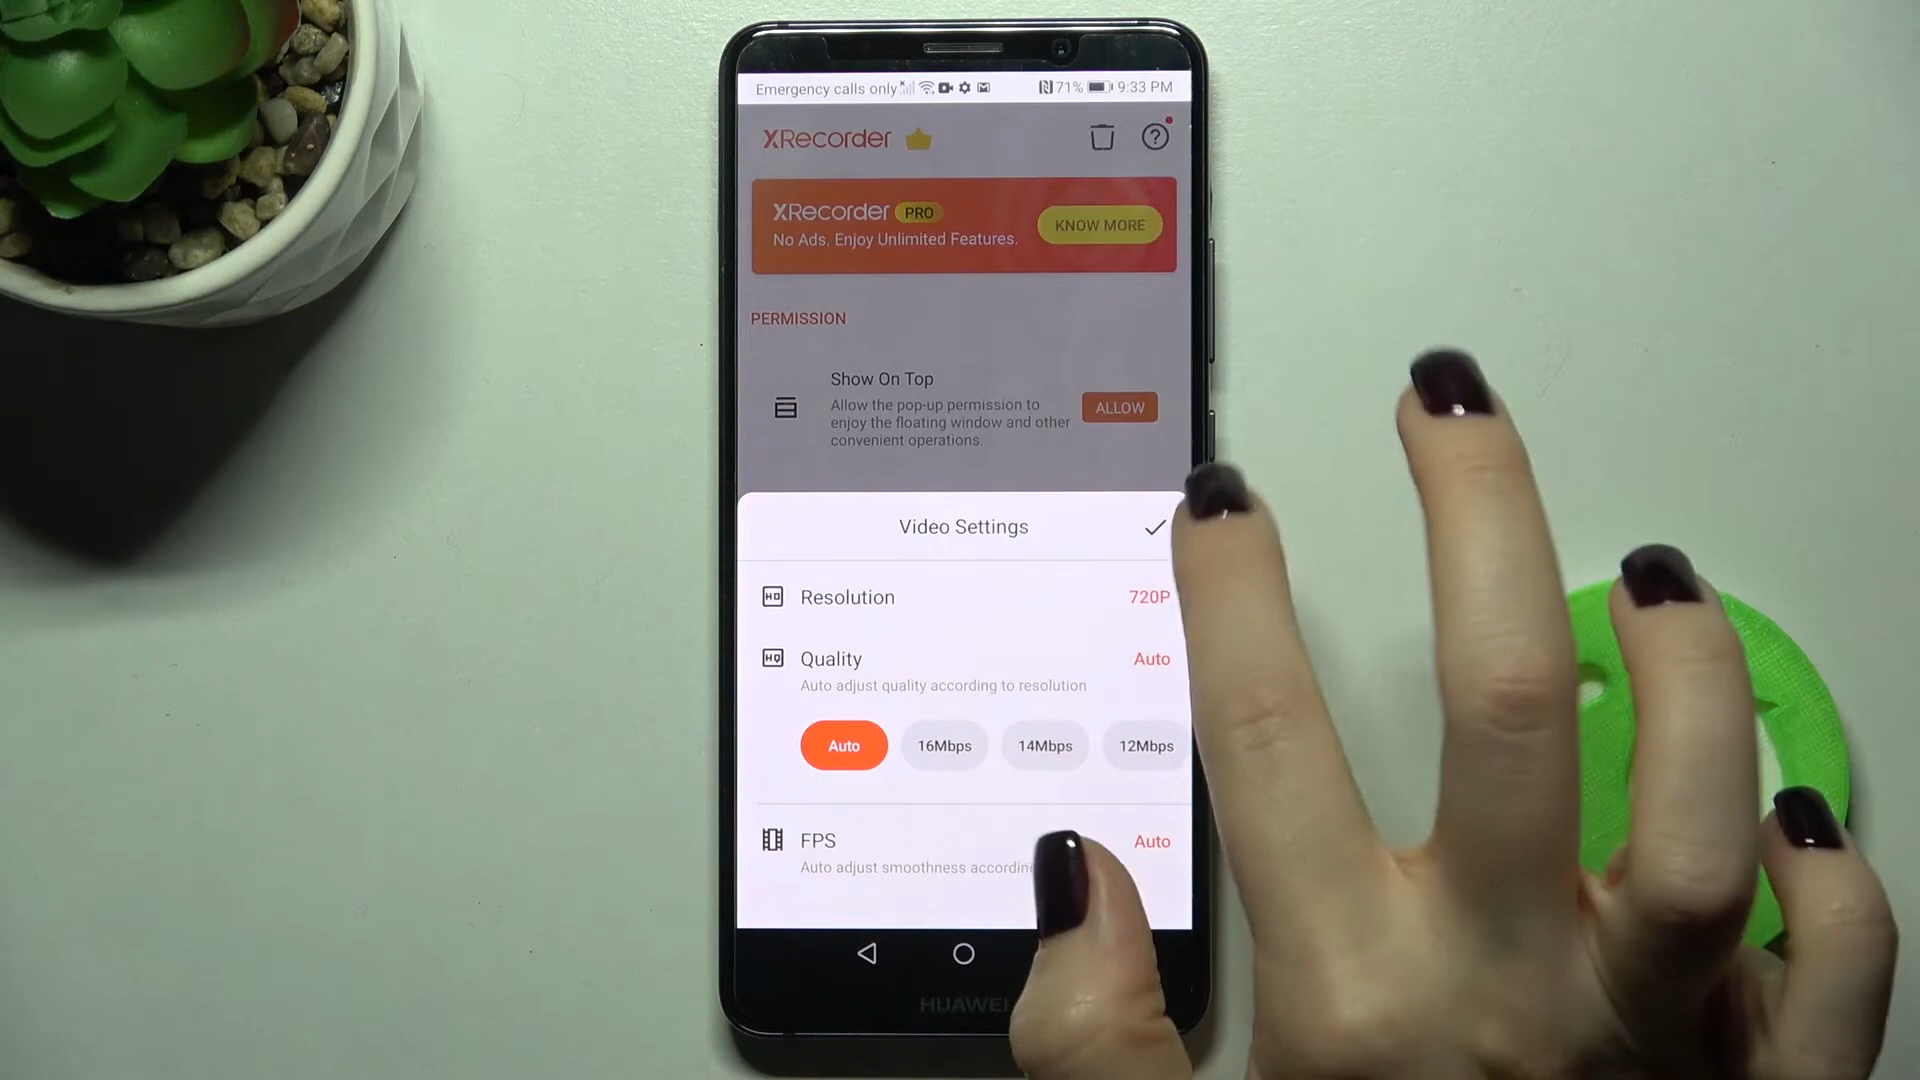 Emergency calls only 71% 9:33 PM
XRecorder
XRecorder PRO
No Ads. Enjoy Unlimited Features.
KNOW MORE
PERMISSION
Show On Top
Allow the pop-up permission to
enjoy the floating window and other
convenient operations.
ALLOW
Video Settings
HD Resolution 720P
HQ Quality Auto
Auto adjust quality according to resolution
Auto 16Mbps 14Mbps 12Mbps
FPS Auto
Auto adjust smoothness
HUAWEI